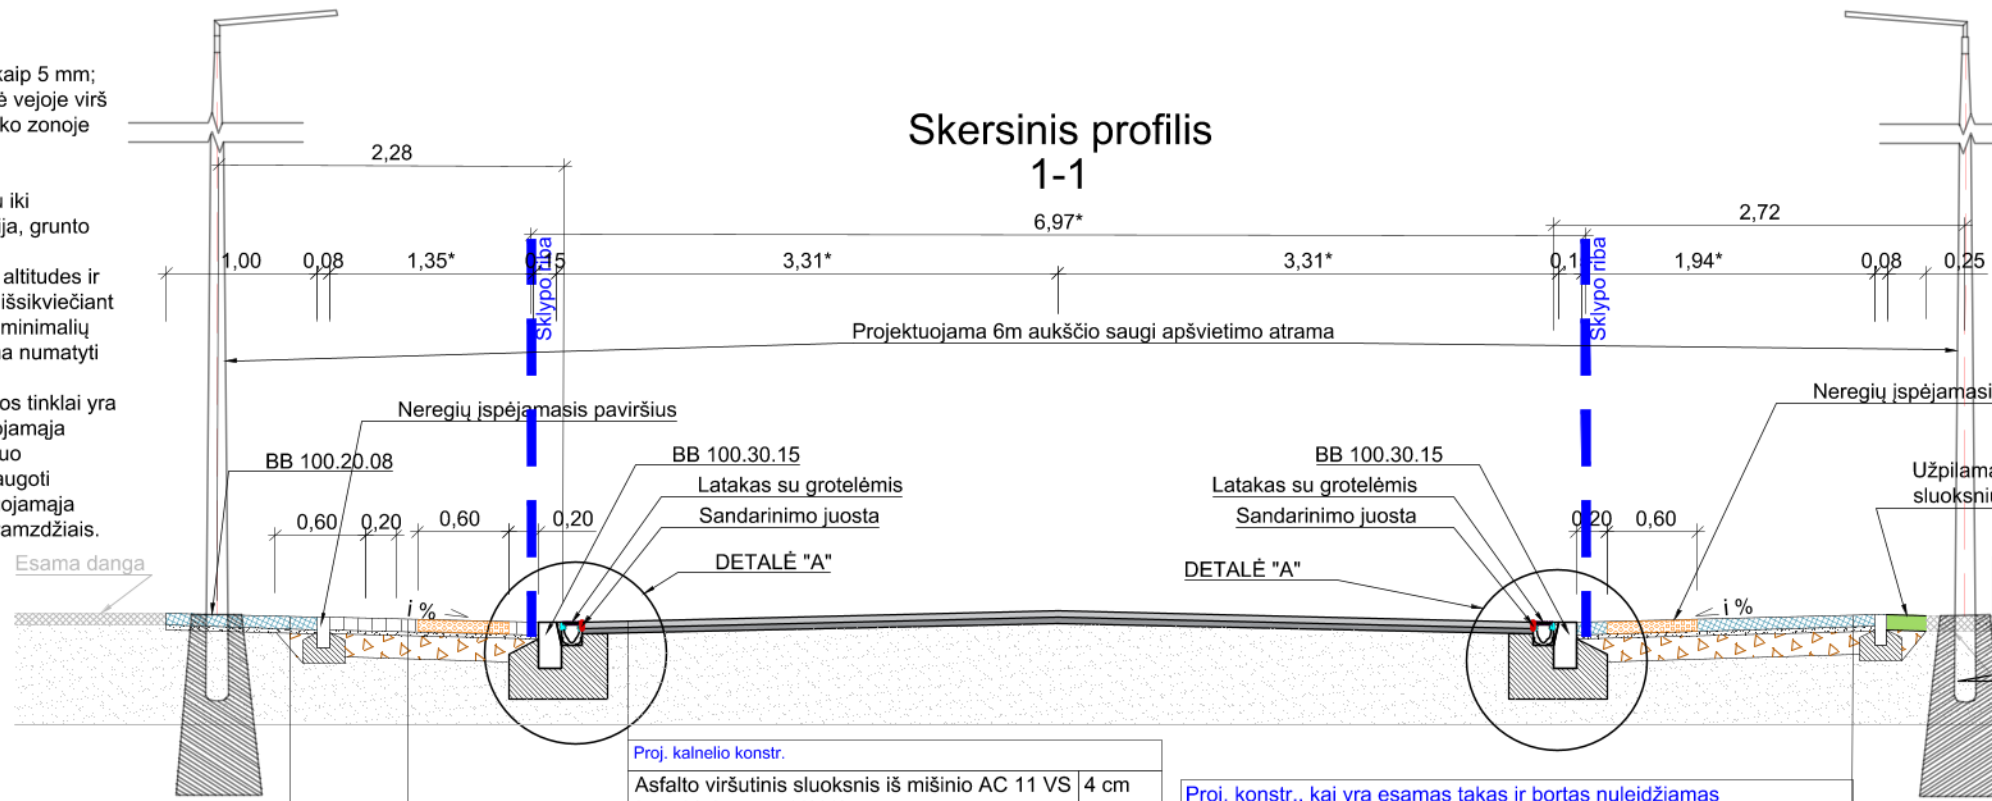 kaip 5 mm;
ė vejoje virš
ko zonoje
u iki
ija, grunto
altitudes ir
išsikviečiant
minimalių
na numatyti
os tinklai yra
ojamąja
uo
augoti
uojamąja
amzdžiais.
Esama danga
Skersinis profilis
1-1
2,28
6,97*
2,72
1,00
0,08
1,35*
0,15
3,31*
3,31*
1,94*
0,08
0,25
Sklypo riba
Sklypo riba
Projektuojama 6m aukščio saugi apšvietimo atrama
Neregių įspėjamasis paviršius
Neregių įspėjamasi
BB 100.20.08
BB 100.30.15
Latakas su grotelėmis
Sandarinimo juosta
DETALĖ "A"
BB 100.30.15
Latakas su grotelėmis
Sandarinimo juosta
DETALĖ "A"
Užpilama
sluoksni
0,60
0,20
0,60
0,20
0,20
0,60
i %
i %
Proj. kalnelio konstr.
Asfalto viršutinis sluoksnis iš mišinio AC 11 VS 4 cm
Proj. konstr., kai yra esamas takas ir bortas nuleidžiamas